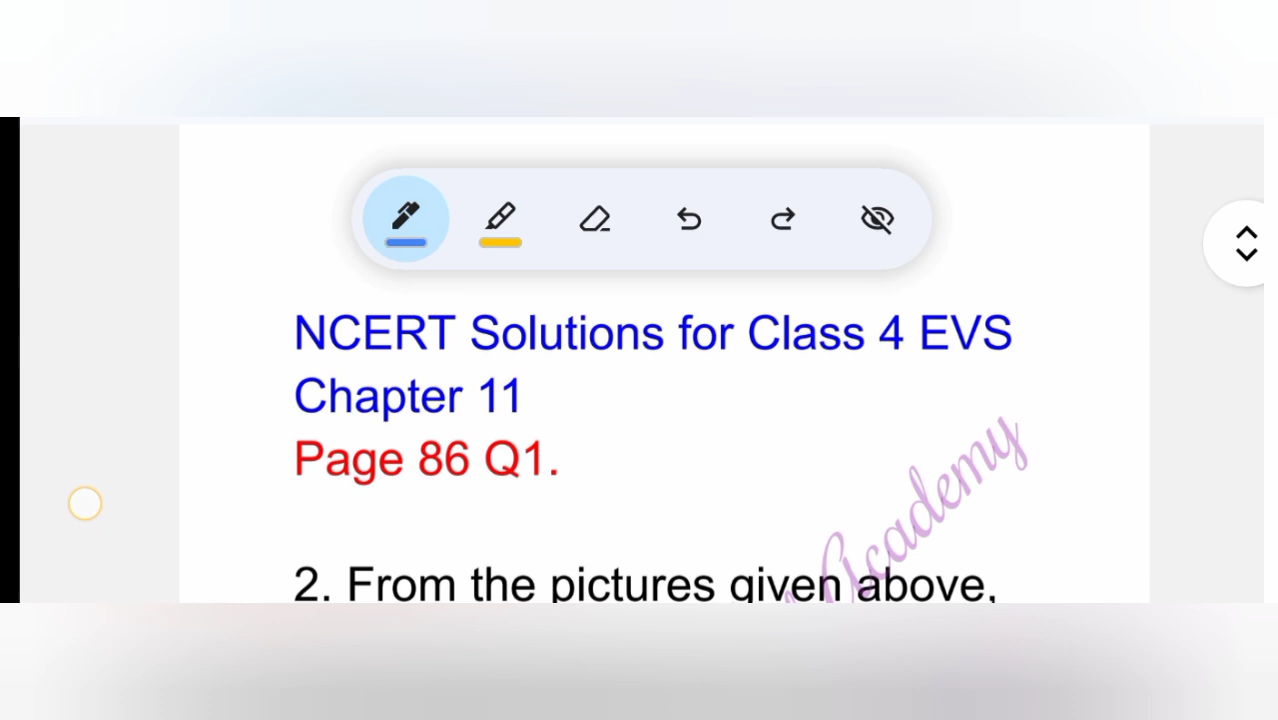 NCERT Solutions for Class 4 EVS
Chapter 11
Page 86 Q1.
Academy
2. From the pictures given above,